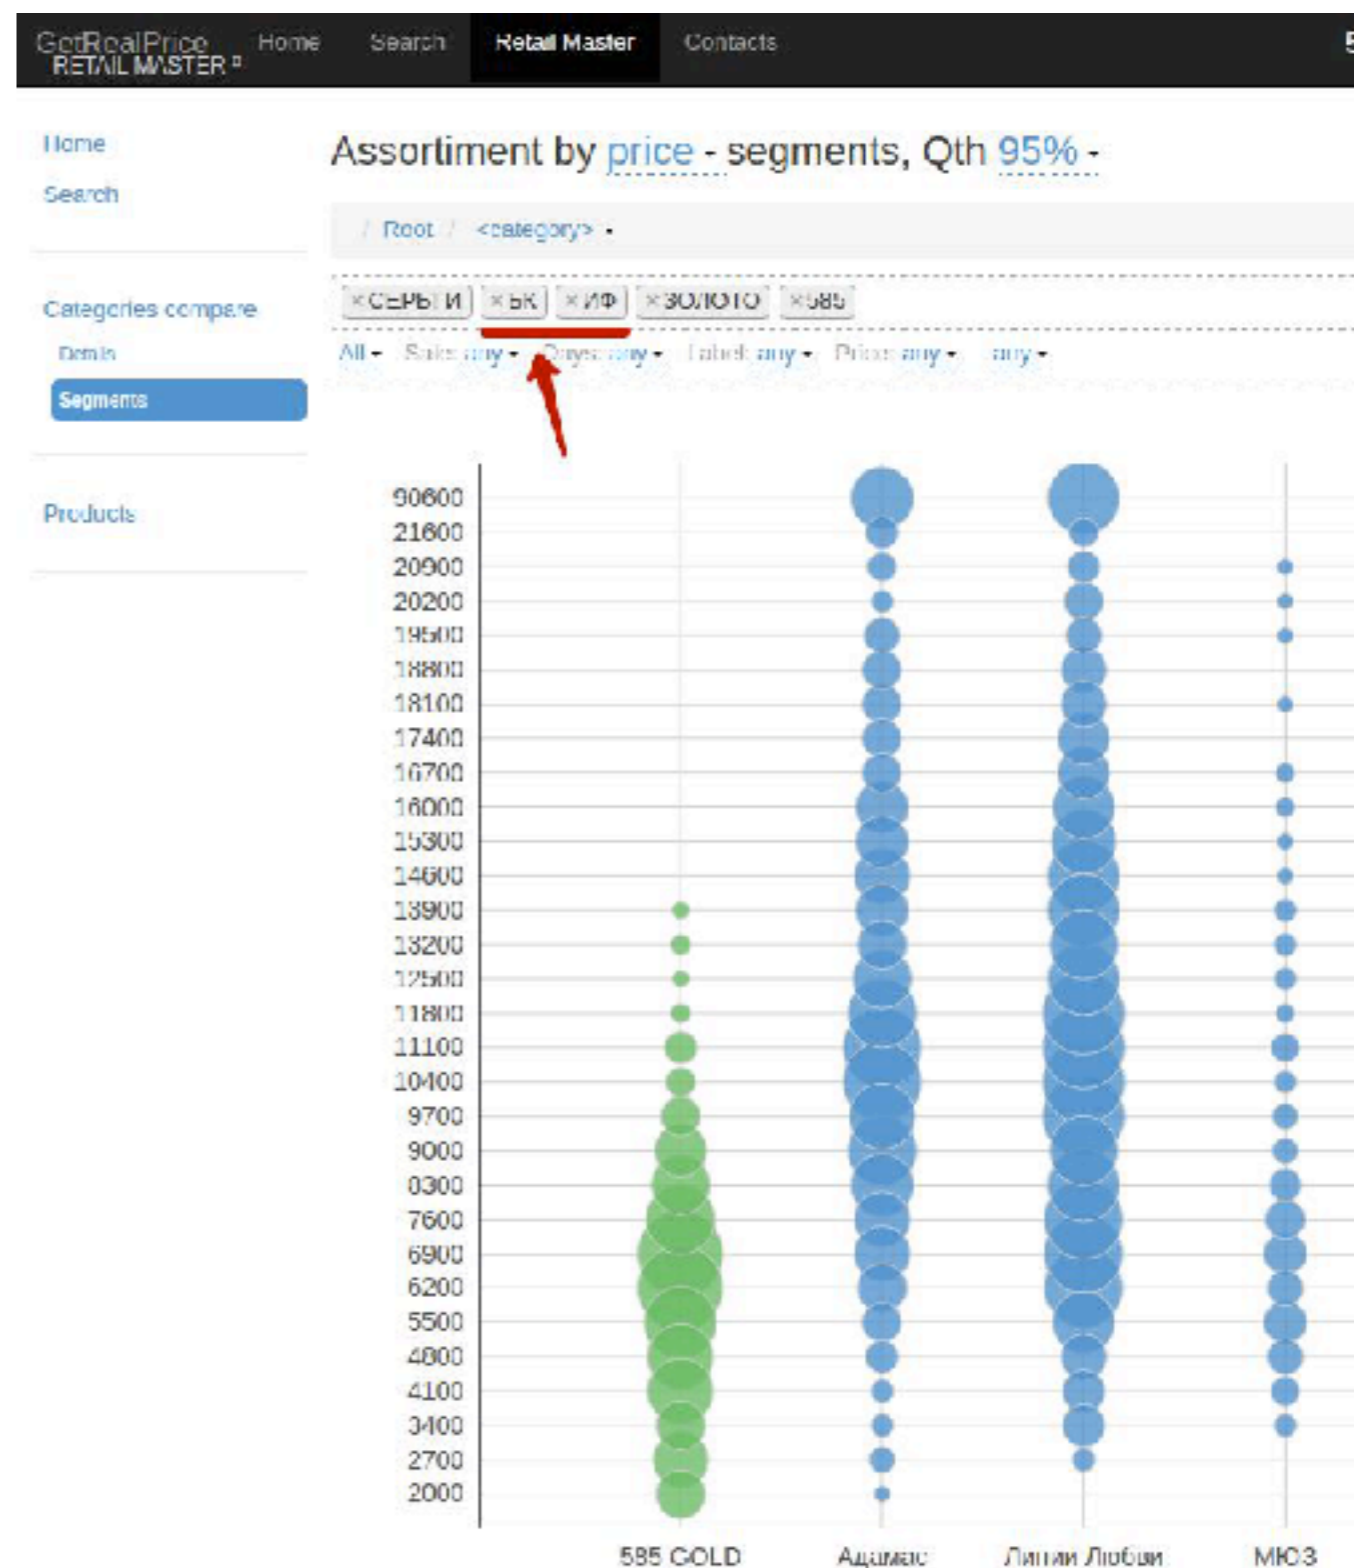 GetRealPrice Home Search Retail Master Contacts 5
RETAIL MASTER
Home
Search
Categories compare
Details
Segments
Products
Assortiment by price - segments, Qth 95% -
/ Root / <category>
×СЕРЬГИ ×БК ×ИФ ×ЗОЛОТО ×585
All Sale: any Days: any Label: any Price: any any
90600
21600
20900
20200
19500
18800
18100
17400
16700
16000
15300
14600
13900
13200
12500
11800
11100
10400
9700
9000
8300
7600
6900
6200
5500
4800
4100
3400
2700
2000
585 GOLD Адамас Линии Любви МЮЗ